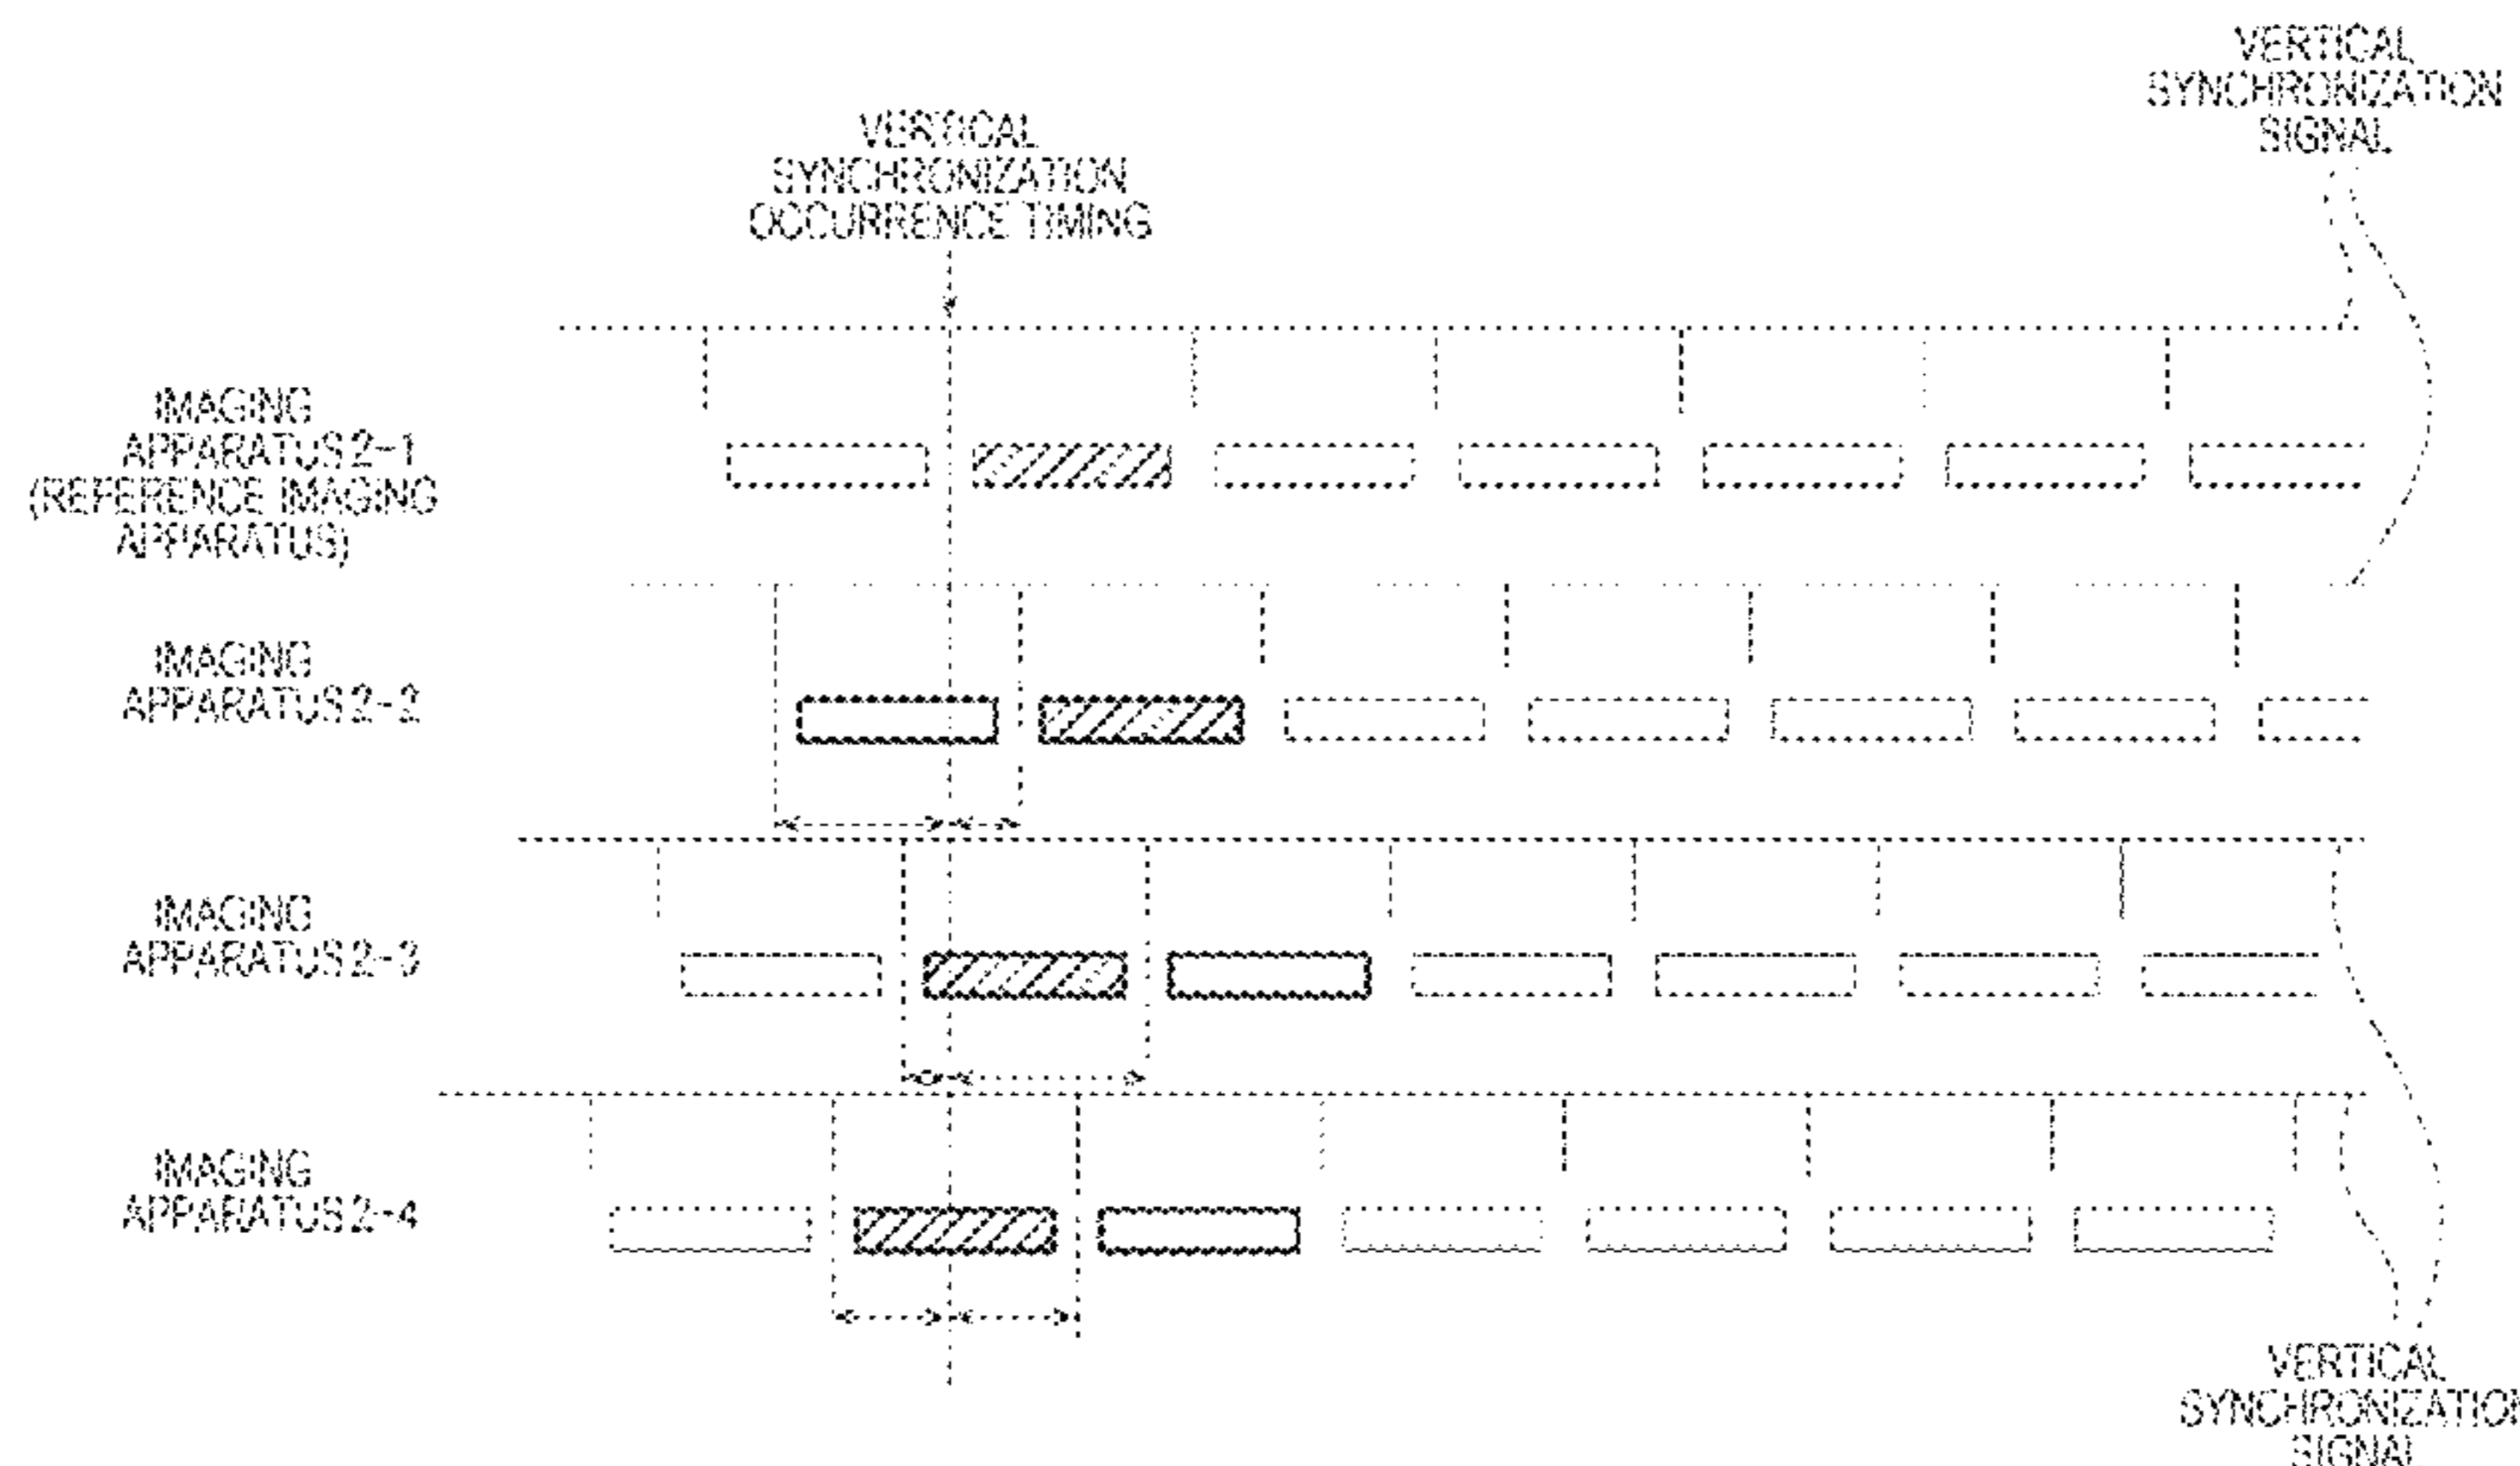 VERTICAL
SYNCHRONIZATION
SIGNAL
VERTICAL
SYNCHRONIZATION
OCCURRENCE TIMING
IMAGING
APPARATUS 2-1
(REFERENCE IMAGING
APPARATUS)
IMAGING
APPARATUS 2-2
IMAGING
APPARATUS 2-3
IMAGING
APPARATUS 2-4
VERTICAL
SYNCHRONIZATION
SIGNAL